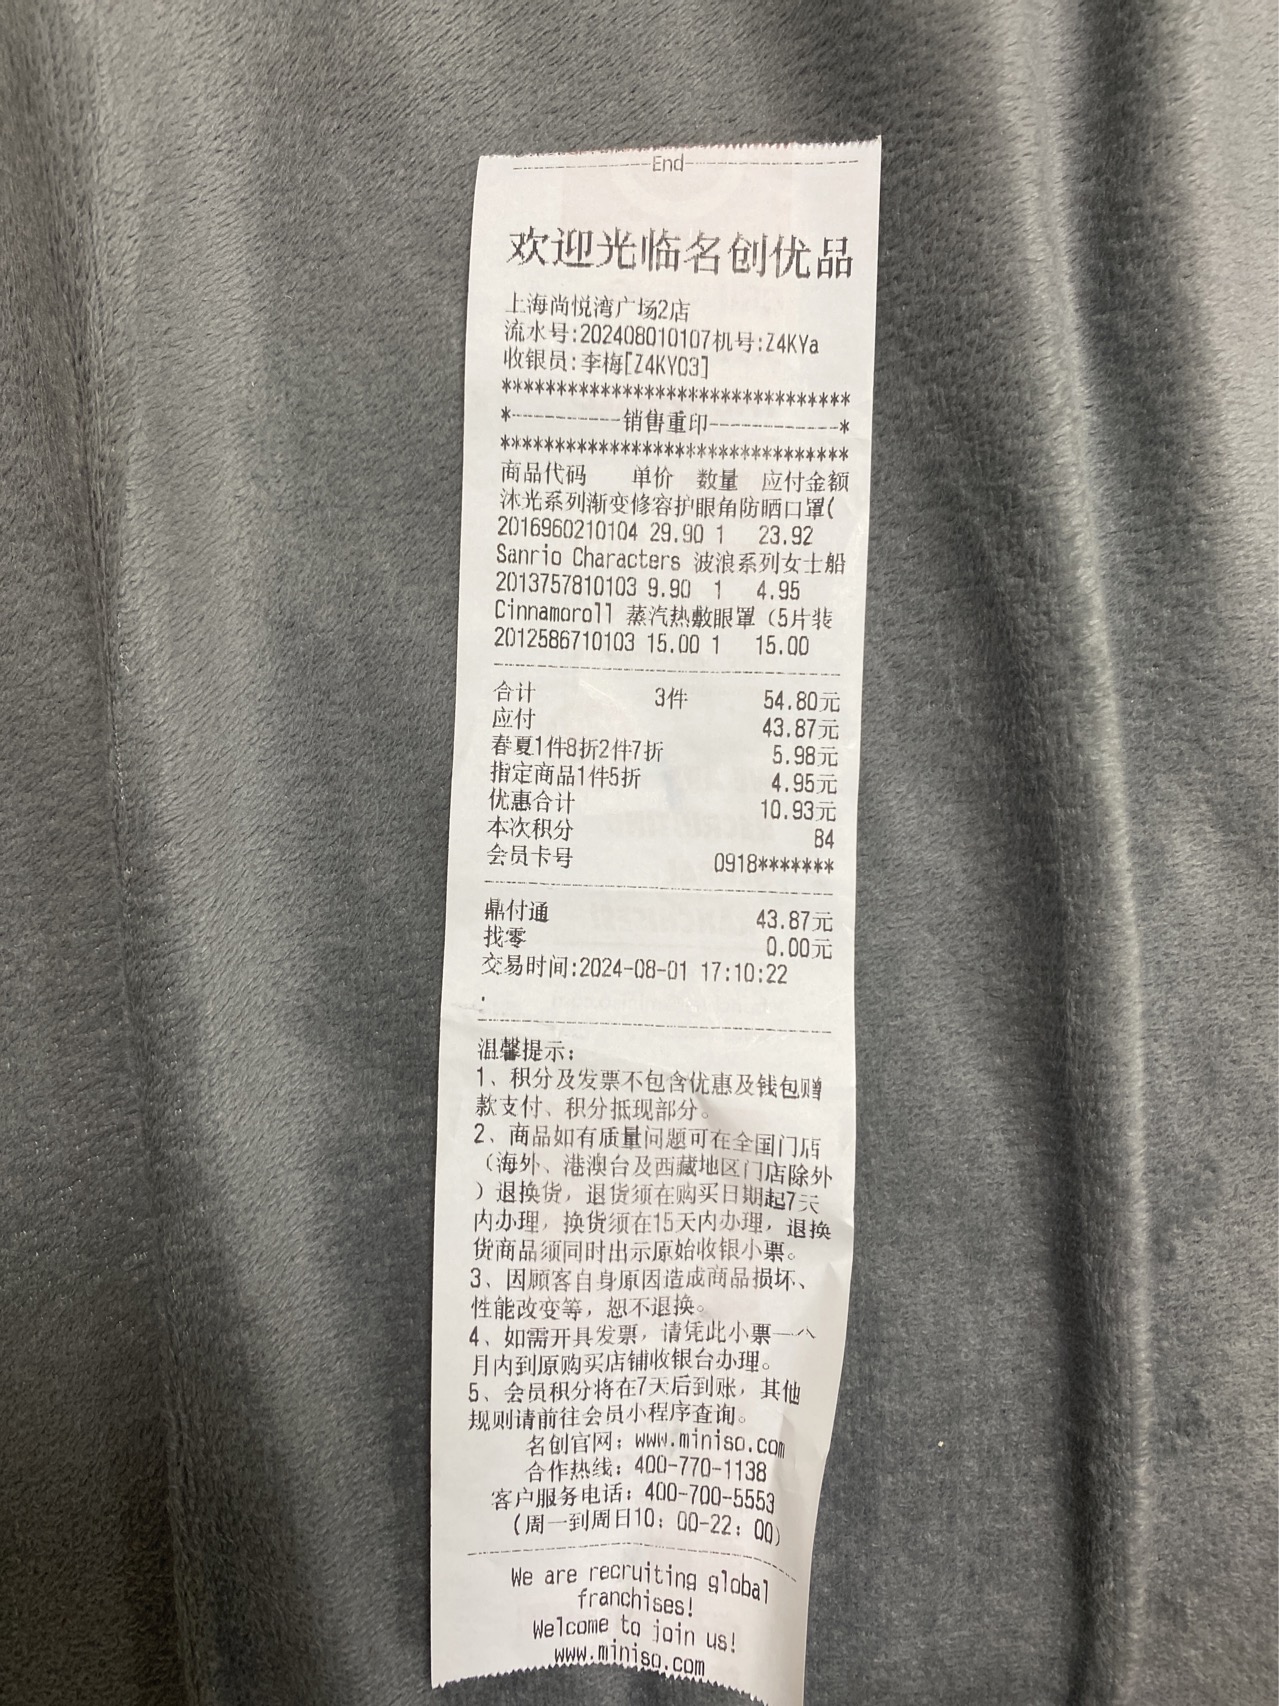 End
欢迎光临名创优品
上海尚悦湾广场2店
流水号:202408010107机号:Z4KYa
收银员:李梅[Z4KY03]
********************************
*-----------销售重印-------------*
********************************
商品代码 单价 数量 应付金额
沐光系列渐变修容护眼角防晒口罩(
2016960210104 29.90 1 23.92
Sanrio Characters 波浪系列女士船
2013757810103 9.90 1 4.95
Cinnamoroll 蒸汽热敷眼罩（5片装
2012586710103 15.00 1 15.00
合计 3件 54.80元
应付 43.87元
春夏1件8折2件7折 5.98元
指定商品1件5折 4.95元
优惠合计 10.93元
本次积分 84
会员卡号 0918*******
鼎付通 43.87元
找零 0.00元
交易时间:2024-08-01 17:10:22
.
温馨提示：
1、积分及发票不包含优惠及钱包赠
款支付、积分抵现部分。
2、商品如有质量问题可在全国门店
（海外、港澳台及西藏地区门店除外
）退换货，退货须在购买日期起7天
内办理，换货须在15天内办理，退换
货商品须同时出示原始收银小票。
3、因顾客自身原因造成商品损坏、
性能改变等，恕不退换。
4、如需开具发票，请凭此小票一个
月内到原购买店铺收银台办理。
5、会员积分将在7天后到账，其他
规则请前往会员小程序查询。
名创官网：www.miniso.com
合作热线：400-770-1138
客户服务电话：400-700-5553
（周一到周日10：00-22：00）
We are recruiting global
franchises!
Welcome to join us!
www.miniso.com